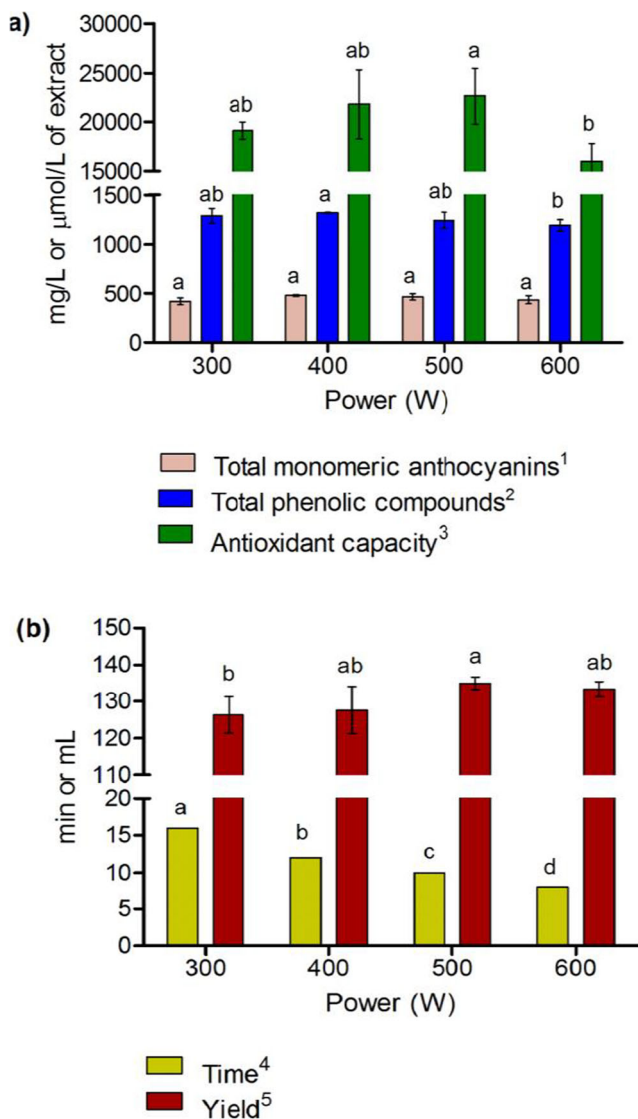 a)
mg/L or μmol/L of extract
30000
25000
20000
15000
1500
1000
500
0
ab
ab
a
b
ab
a
ab
b
a
a
a
a
300
400
500
600
Power (W)
Total monomeric anthocyanins¹
Total phenolic compounds²
Antioxidant capacity³
(b)
min or mL
150
140
130
120
110
20
15
10
5
0
b
ab
a
ab
a
b
c
d
300
400
500
600
Power (W)
Time⁴
Yield⁵